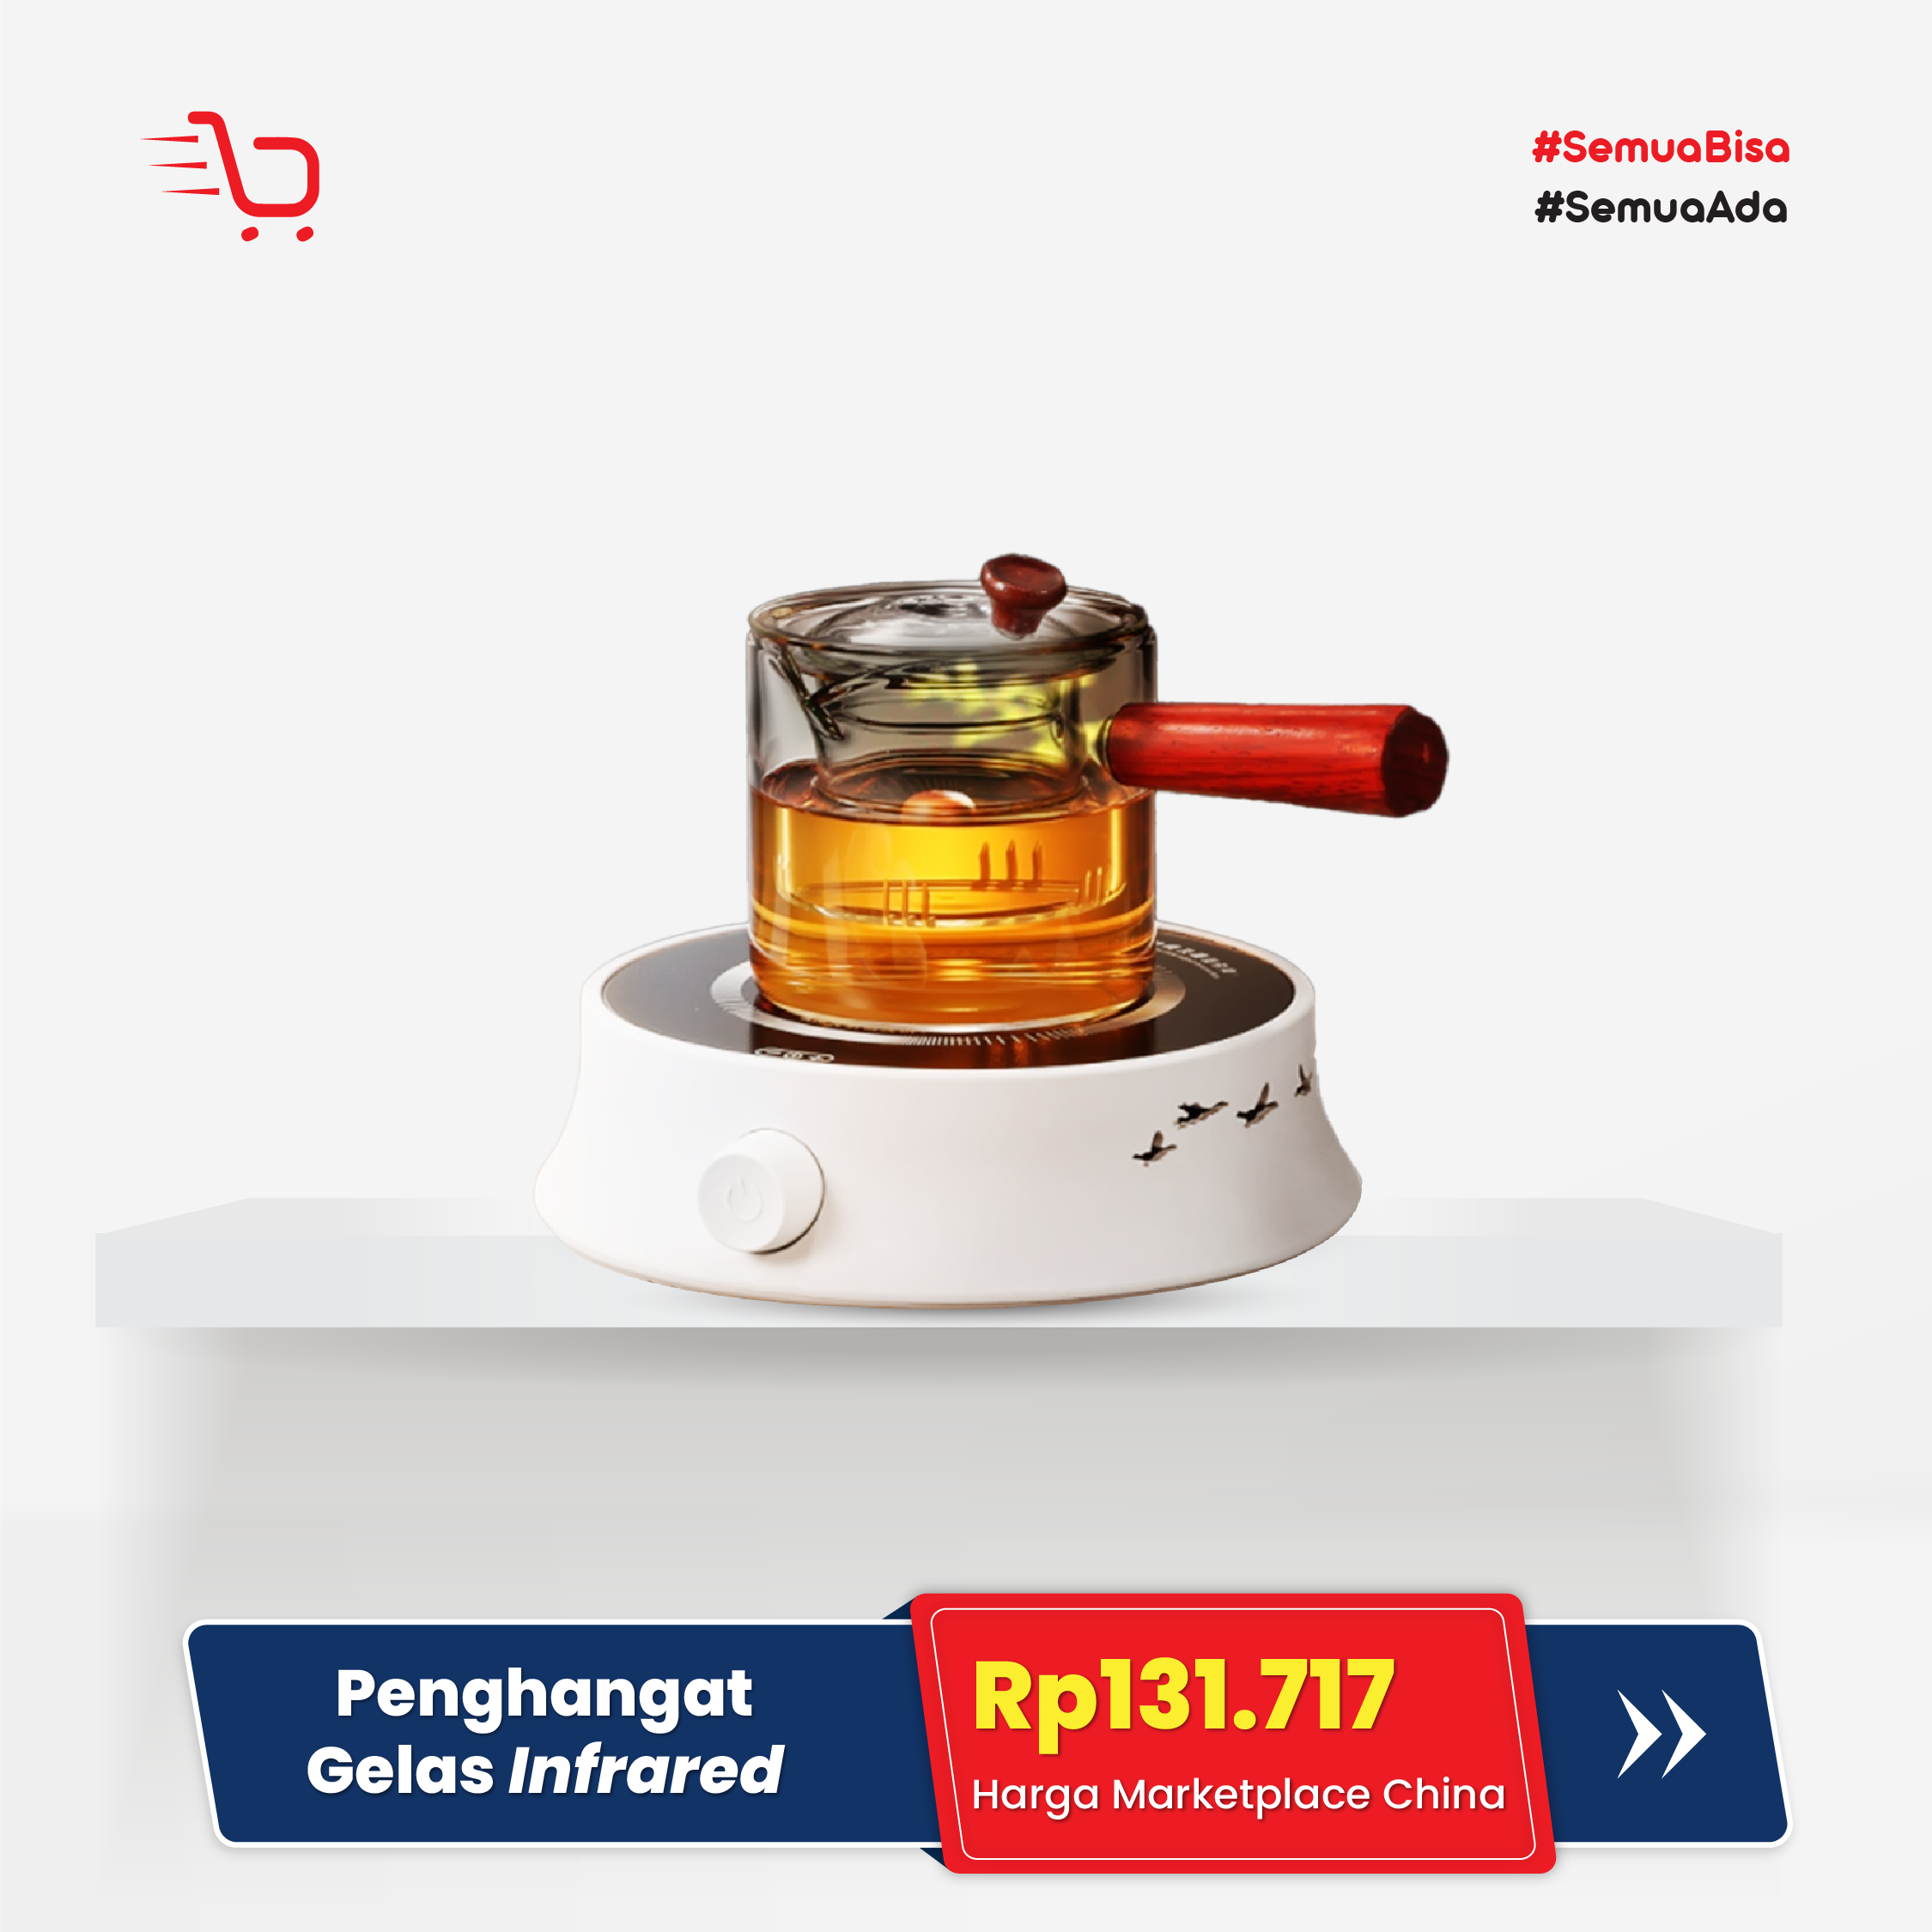 #SemuaBisa
#SemuaAda
Penghangat
Gelas Infrared
Rp131.717
Harga Marketplace China